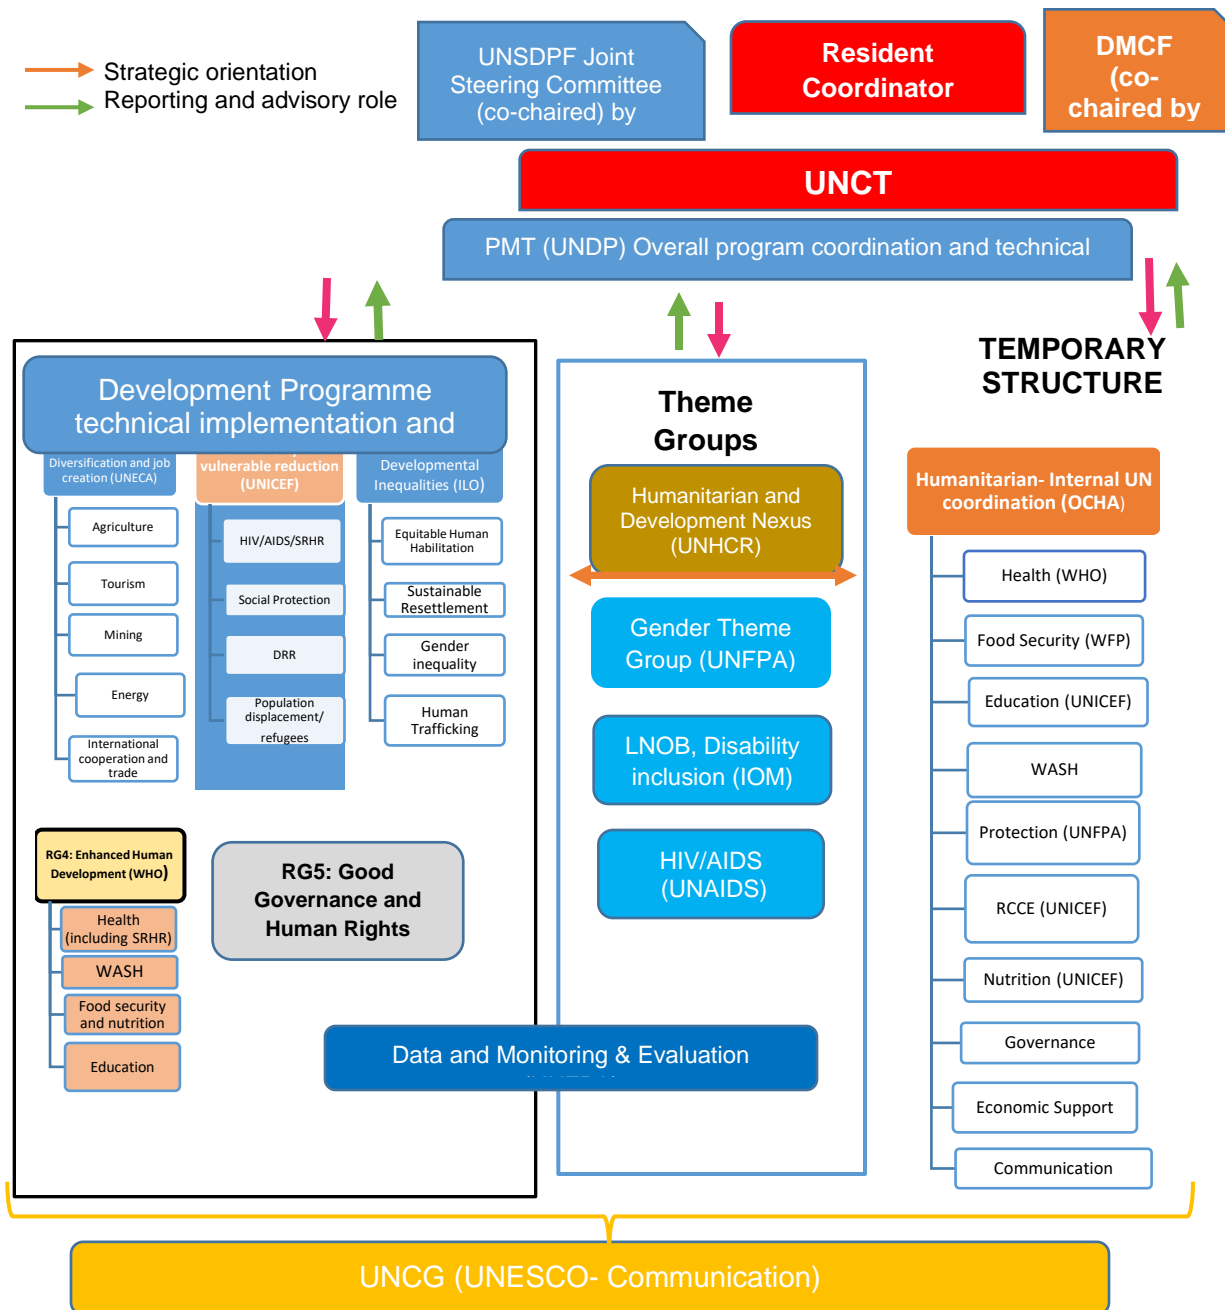 Strategic orientation
Reporting and advisory role
UNSDPF Joint
Steering Committee
(co-chaired) by
Resident
Coordinator
DMCF
(co-
chaired by
UNCT
PMT (UNDP) Overall program coordination and technical
Development Programme
technical implementation and
Diversification and job
creation (UNECA)
Agriculture
Tourism
Mining
Energy
International
cooperation and
trade
vulnerable reduction
(UNICEF)
HIV/AIDS/SRHR
Social Protection
DRR
Population
displacement/
refugees
Developmental
Inequalities (ILO)
Equitable Human
Habilitation
Sustainable
Resettlement
Gender
inequality
Human
Trafficking
RG4: Enhanced Human
Development (WHO)
Health
(including SRHR)
WASH
Food security
and nutrition
Education
RG5: Good
Governance and
Human Rights
Theme
Groups
Humanitarian and
Development Nexus
(UNHCR)
Gender Theme
Group (UNFPA)
LNOB, Disability
inclusion (IOM)
HIV/AIDS
(UNAIDS)
Data and Monitoring & Evaluation
TEMPORARY
STRUCTURE
Humanitarian- Internal UN
coordination (OCHA)
Health (WHO)
Food Security (WFP)
Education (UNICEF)
WASH
Protection (UNFPA)
RCCE (UNICEF)
Nutrition (UNICEF)
Governance
Economic Support
Communication
UNCG (UNESCO- Communication)